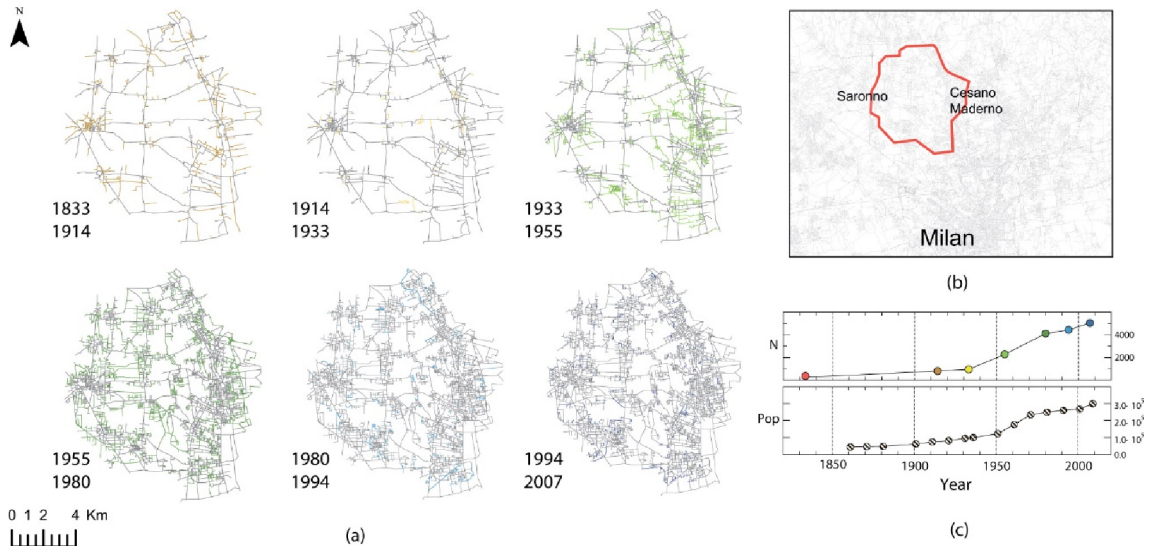 N
1833
1914
1914
1933
1933
1955
1955
1980
1980
1994
1994
2007
0 1 2 4 Km
(a)
Saronno
Cesano
Maderno
Milan
(b)
N
4000
2000
Pop
3.0· 10⁵
2.0· 10⁵
1.0· 10⁵
0.0
1850 1900 1950 2000
Year
(c)